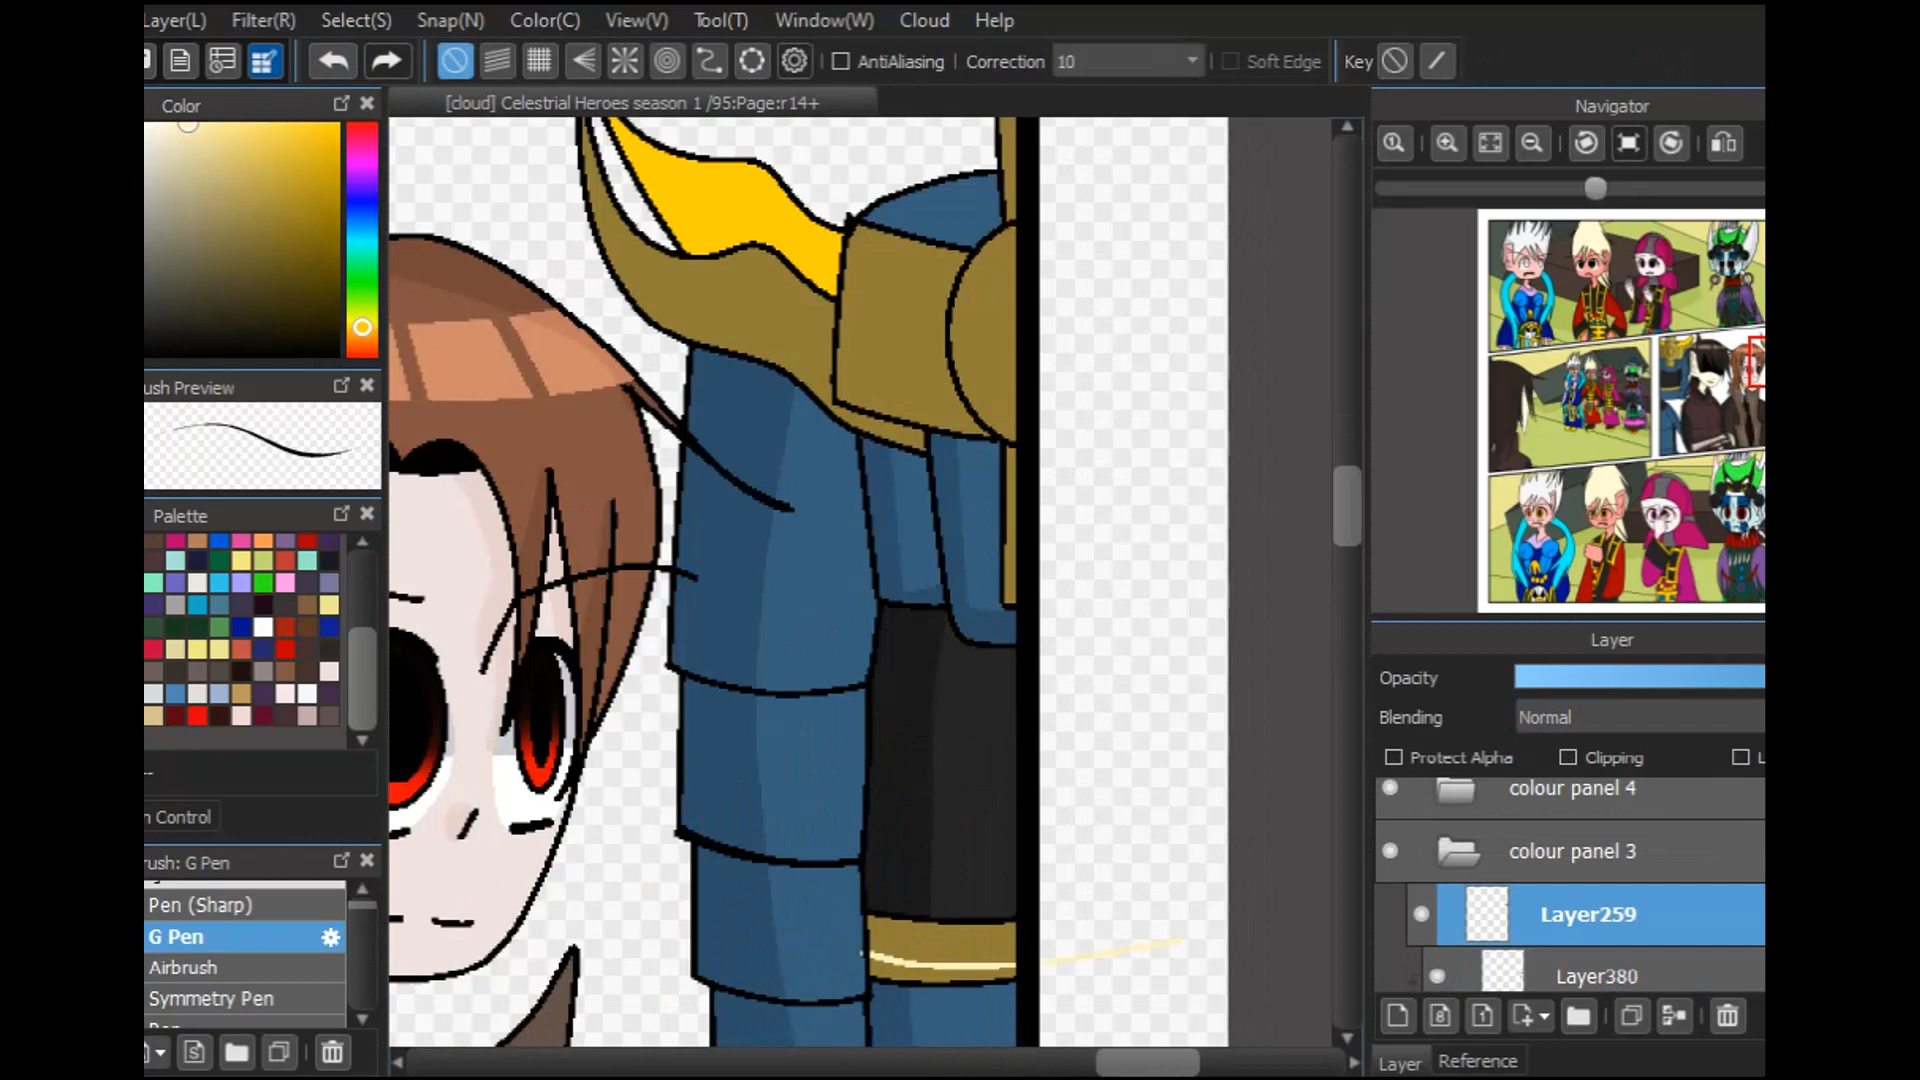 Layer(L) Filter(R) Select(S) Snap(N) Color(C) View(V) Tool(T) Window(W) Cloud Help
AntiAliasing Correction 10 Soft Edge Key
Color
[cloud] Celestrial Heroes season 1 /95:Page:r14+
Navigator
ush Preview
Palette
--
n Control
rush: G Pen
Pen (Sharp)
G Pen
Airbrush
Symmetry Pen
Layer
Opacity
Blending Normal
Protect Alpha Clipping L
colour panel 4
colour panel 3
Layer259
Layer380
Layer Reference